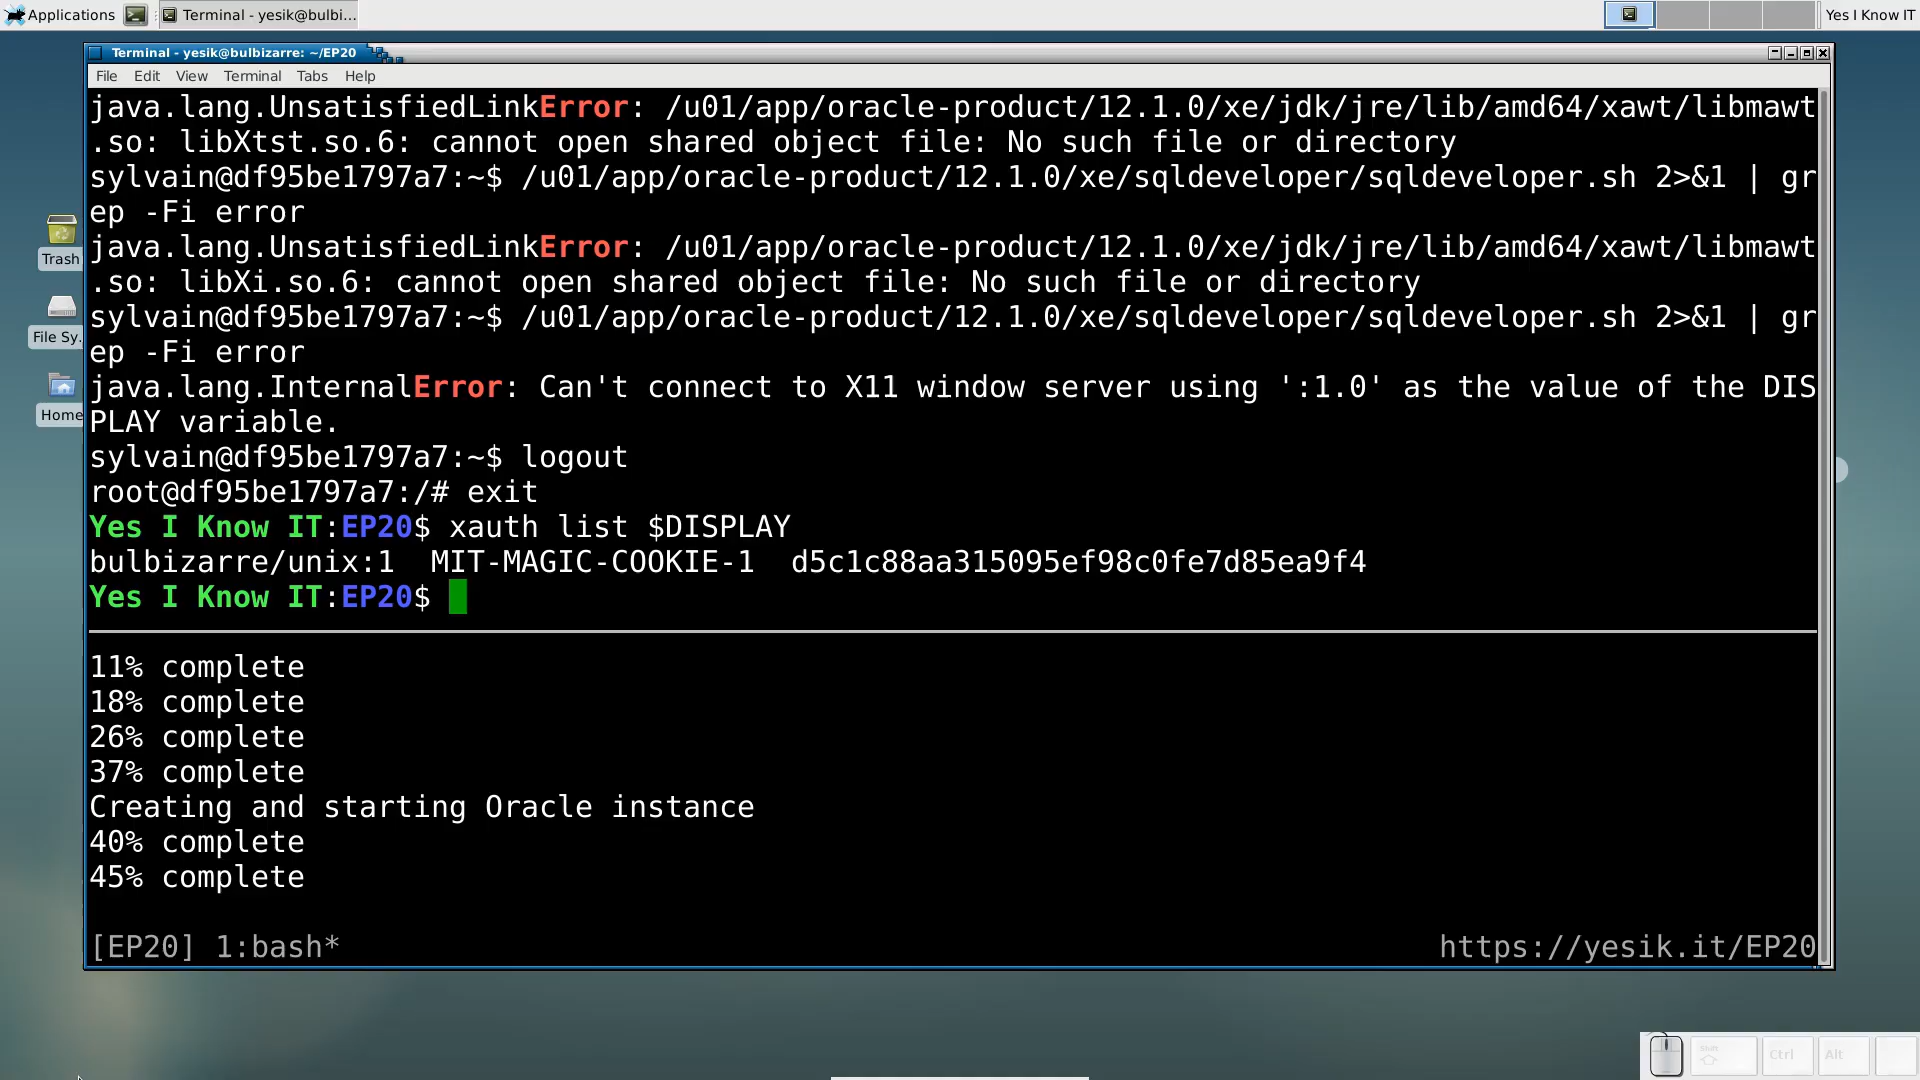 Applications Terminal - yesik@bulbi... Yes I Know IT
Terminal - yesik@bulbizarre: ~/EP20
File Edit View Terminal Tabs Help
java.lang.UnsatisfiedLinkError: /u01/app/oracle-product/12.1.0/xe/jdk/jre/lib/amd64/xawt/libmawt
.so: libXtst.so.6: cannot open shared object file: No such file or directory
sylvain@df95be1797a7:~$ /u01/app/oracle-product/12.1.0/xe/sqldeveloper/sqldeveloper.sh 2>&1 | gr
ep -Fi error
java.lang.UnsatisfiedLinkError: /u01/app/oracle-product/12.1.0/xe/jdk/jre/lib/amd64/xawt/libmawt
.so: libXi.so.6: cannot open shared object file: No such file or directory
sylvain@df95be1797a7:~$ /u01/app/oracle-product/12.1.0/xe/sqldeveloper/sqldeveloper.sh 2>&1 | gr
ep -Fi error
java.lang.InternalError: Can't connect to X11 window server using ':1.0' as the value of the DIS
PLAY variable.
sylvain@df95be1797a7:~$ logout
root@df95be1797a7:/# exit
Yes I Know IT:EP20$ xauth list $DISPLAY
bulbizarre/unix:1  MIT-MAGIC-COOKIE-1  d5c1c88aa315095ef98c0fe7d85ea9f4
Yes I Know IT:EP20$
11% complete
18% complete
26% complete
37% complete
Creating and starting Oracle instance
40% complete
45% complete
[EP20] 1:bash* https://yesik.it/EP20
Trash
File Sy.
Home
Shift Ctrl Alt